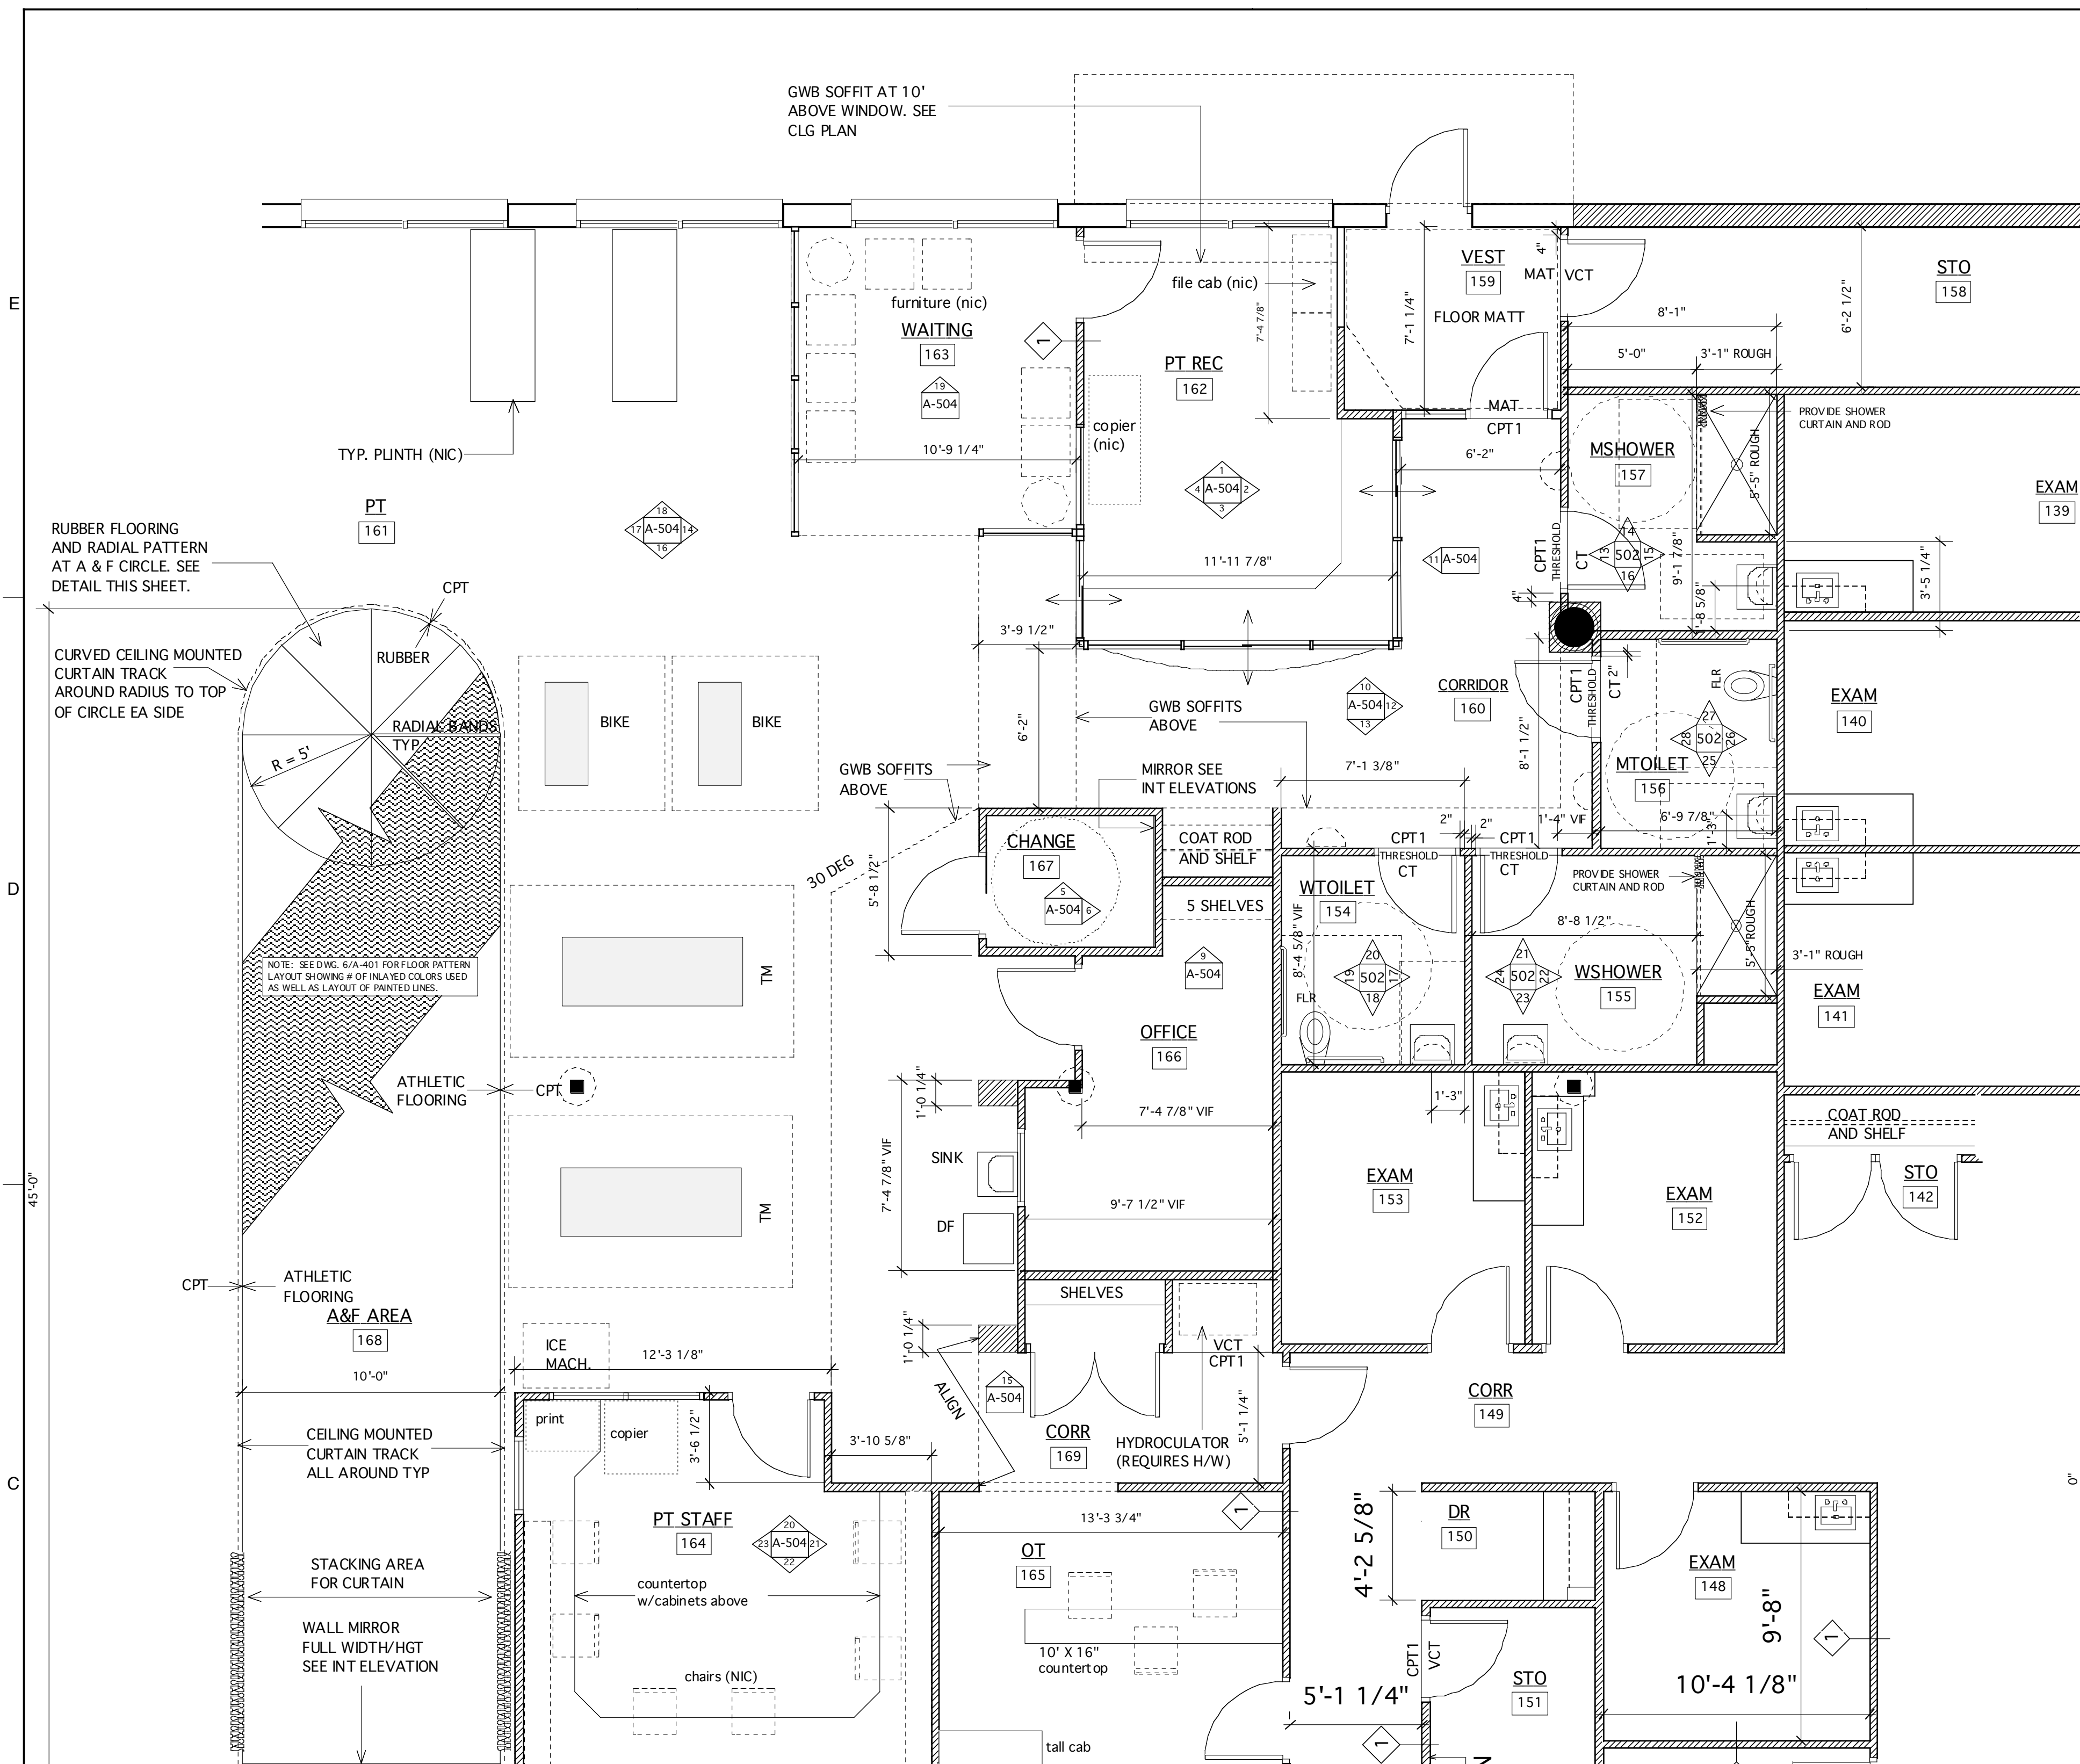 GWB SOFFIT AT 10'
ABOVE WINDOW. SEE
CLG PLAN
E
D
C
furniture (nic)
WAITING
163
19
A-504
10'-9 1/4"
1
file cab (nic)
7'-4 7/8"
PT REC
162
copier
(nic)
1
4 A-504 2
3
11'-11 7/8"
VEST
159
4"
MAT VCT
FLOOR MATT
7'-1 1/4"
MAT
CPT1
6'-2"
11 A-504
STO
158
6'-2 1/2"
8'-1"
5'-0"
3'-1" ROUGH
PROVIDE SHOWER
CURTAIN AND ROD
MSHOWER
157
5'-5" ROUGH
14
13 502 15
16
9'-1 7/8"
1'-8 5/8"
CPT1
THRESHOLD
CT
4"
EXAM
139
3'-5 1/4"
TYP. PLINTH (NIC)
PT
161
18
17 A-504 14
16
RUBBER FLOORING
AND RADIAL PATTERN
AT A & F CIRCLE. SEE
DETAIL THIS SHEET.
CPT
RUBBER
CURVED CEILING MOUNTED
CURTAIN TRACK
AROUND RADIUS TO TOP
OF CIRCLE EA SIDE
RADIAL BANDS
TYP
R = 5'
BIKE
BIKE
3'-9 1/2"
6'-2"
GWB SOFFITS
ABOVE
GWB SOFFITS
ABOVE
MIRROR SEE
INT ELEVATIONS
10
A-504 12
13
CORRIDOR
160
7'-1 3/8"
8'-1 1/2"
CPT1
THRESHOLD
CT
2"
FLR
27
28 502 26
25
MTOILET
156
6'-9 7/8"
1'-3"
1'-4" VIF
EXAM
140
30 DEG
5'-8 1/2"
CHANGE
167
5
A-504 6
COAT ROD
AND SHELF
5 SHELVES
2"
2"
CPT1
THRESHOLD
CT
CPT1
THRESHOLD
CT
WTOILET
154
8'-4 5/8" VIF
20
19 502 17
18
FLR
PROVIDE SHOWER
CURTAIN AND ROD
8'-8 1/2"
21
24 502 22
23
WSHOWER
155
5'-5"ROUGH
3'-1" ROUGH
EXAM
141
NOTE: SEE DWG. 6/A-401 FOR FLOOR PATTERN
LAYOUT SHOWING # OF INLAYED COLORS USED
AS WELL AS LAYOUT OF PAINTED LINES.
TM
TM
9
A-504
OFFICE
166
ATHLETIC
FLOORING
CPT
1'-0 1/4"
7'-4 7/8" VIF
7'-4 7/8" VIF
1'-3"
COAT ROD
AND SHELF
STO
142
45'-0"
SINK
DF
9'-7 1/2" VIF
EXAM
153
EXAM
152
CPT
ATHLETIC
FLOORING
A&F AREA
168
10'-0"
SHELVES
VCT
CPT1
1'-0 1/4"
ICE
MACH.
12'-3 1/8"
print
copier
3'-6 1/2"
ALIGN
15
A-504
3'-10 5/8"
CORR
169
HYDROCULATOR
(REQUIRES H/W)
5'-1 1/4"
CORR
149
CEILING MOUNTED
CURTAIN TRACK
ALL AROUND TYP
PT STAFF
164
20
23 A-504 21
22
13'-3 3/4"
1
OT
165
DR
150
4'-2 5/8"
EXAM
148
9'-8"
10'-4 1/8"
1
0"
STACKING AREA
FOR CURTAIN
countertop
w/cabinets above
WALL MIRROR
FULL WIDTH/HGT
SEE INT ELEVATION
chairs (NIC)
10' X 16"
countertop
CPT1
VCT
STO
151
5'-1 1/4"
1
tall cab
N